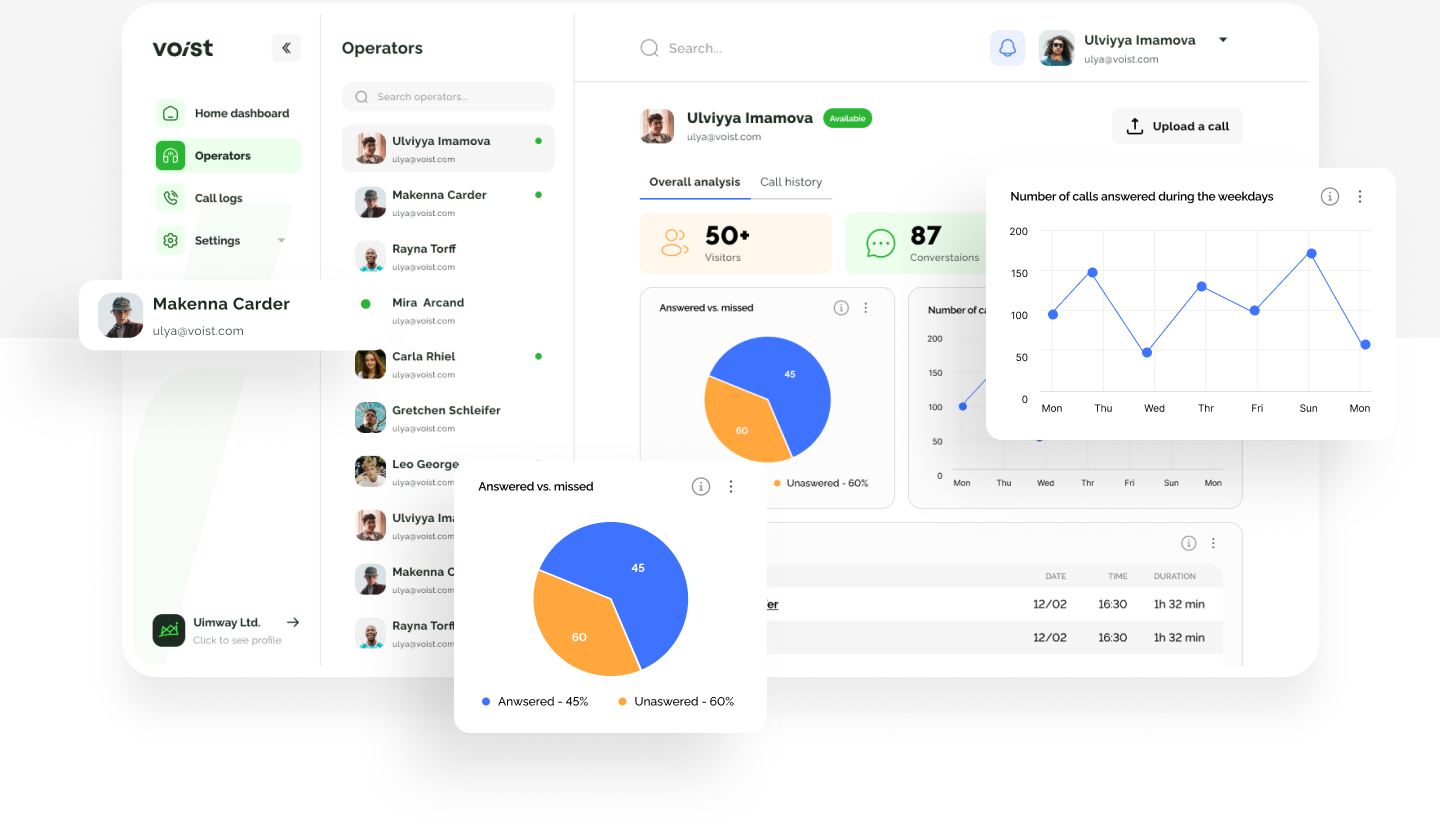 voist
Home dashboard
Operators
Call logs
Settings
Makenna Carder
ulya@voist.com
Uimway Ltd.
Click to see profile
Operators
Search operators...
Ulviyya Imamova
ulya@voist.com
Makenna Carder
ulya@voist.com
Rayna Torff
ulya@voist.com
Mira Arcand
ulya@voist.com
Carla Rhiel
ulya@voist.com
Gretchen Schleifer
ulya@voist.com
Leo George
ulya@voist.com
Ulviyya
ulya@voist.com
Makenna
ulya@voist.com
Rayna Torff
ulya@voist.com
Search...
Ulviyya Imamova
ulya@voist.com
Ulviyya Imamova
Available
ulya@voist.com
Upload a call
Overall analysis
Call history
50+
Visitors
87
Converstaions
Answered vs. missed
45
60
Unaswered - 60%
Number of
200
150
100
50
0
Mon Thu Wed Thr Fri Sun Mon
Number of calls answered during the weekdays
200
150
100
50
0
Mon Thu Wed Thr Fri Sun Mon
Answered vs. missed
45
60
Anwsered - 45% Unaswered - 60%
DATE TIME DURATION
12/02 16:30 1h 32 min
12/02 16:30 1h 32 min